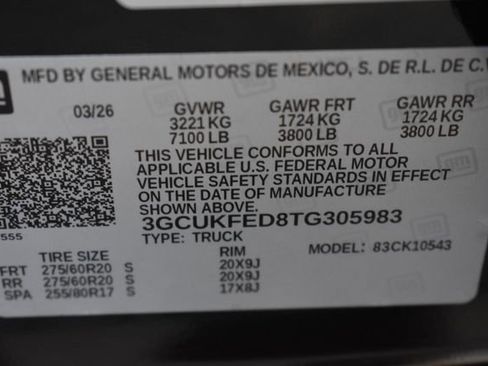 MFD BY GENERAL MOTORS DE MEXICO, S. DE R.L. DE C.V
03/26 GVWR GAWR FRT GAWR RR
3221 KG 1724 KG 1724 KG
7100 LB 3800 LB 3800 LB
THIS VEHICLE CONFORMS TO ALL
APPLICABLE U.S. FEDERAL MOTOR
VEHICLE SAFETY STANDARDS IN EFFECT
ON THE DATE OF MANUFACTURE
SHOWN ABOVE.
3GCUKFED8TG305983
5555
TYPE: TRUCK MODEL: 83CK10543
TIRE SIZE RIM
FRT 275/60R20 S 20X9J
RR 275/60R20 S 20X9J
SPA 255/80R17 S 17X8J